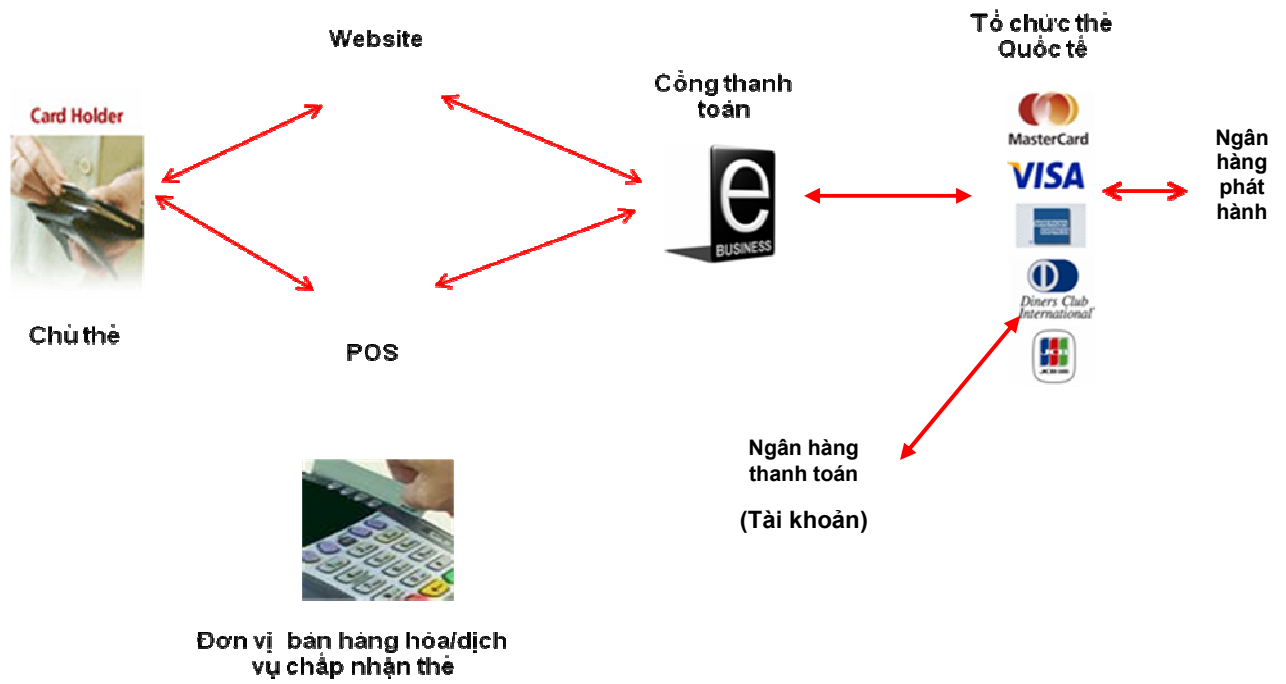 Website
Tổ chức thẻ
Quốc tế
Cổng thanh
toán
Card Holder
MasterCard
VISA
Ngân
hàng
phát
hành
e
BUSINESS
Diners Club
International
Chủ thẻ
POS
JCB
Ngân hàng
thanh toán
(Tài khoản)
Đơn vị bán hàng hóa/dịch
vụ chấp nhận thẻ